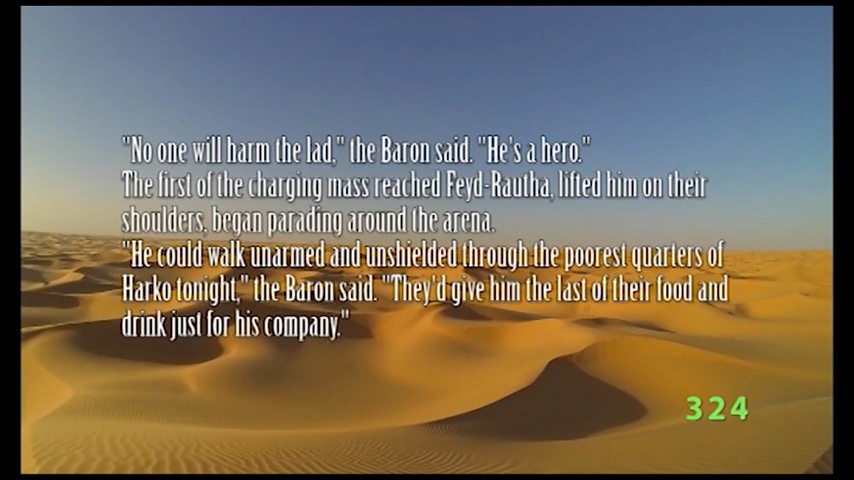 "No one will harm the lad," the Baron said. "He's a hero."
The first of the charging mass reached Feyd-Rautha, lifted him on their
shoulders, began parading around the arena.
"He could walk unarmed and unshielded through the poorest quarters of
Harko tonight," the Baron said. "They'd give him the last of their food and
drink just for his company."
324